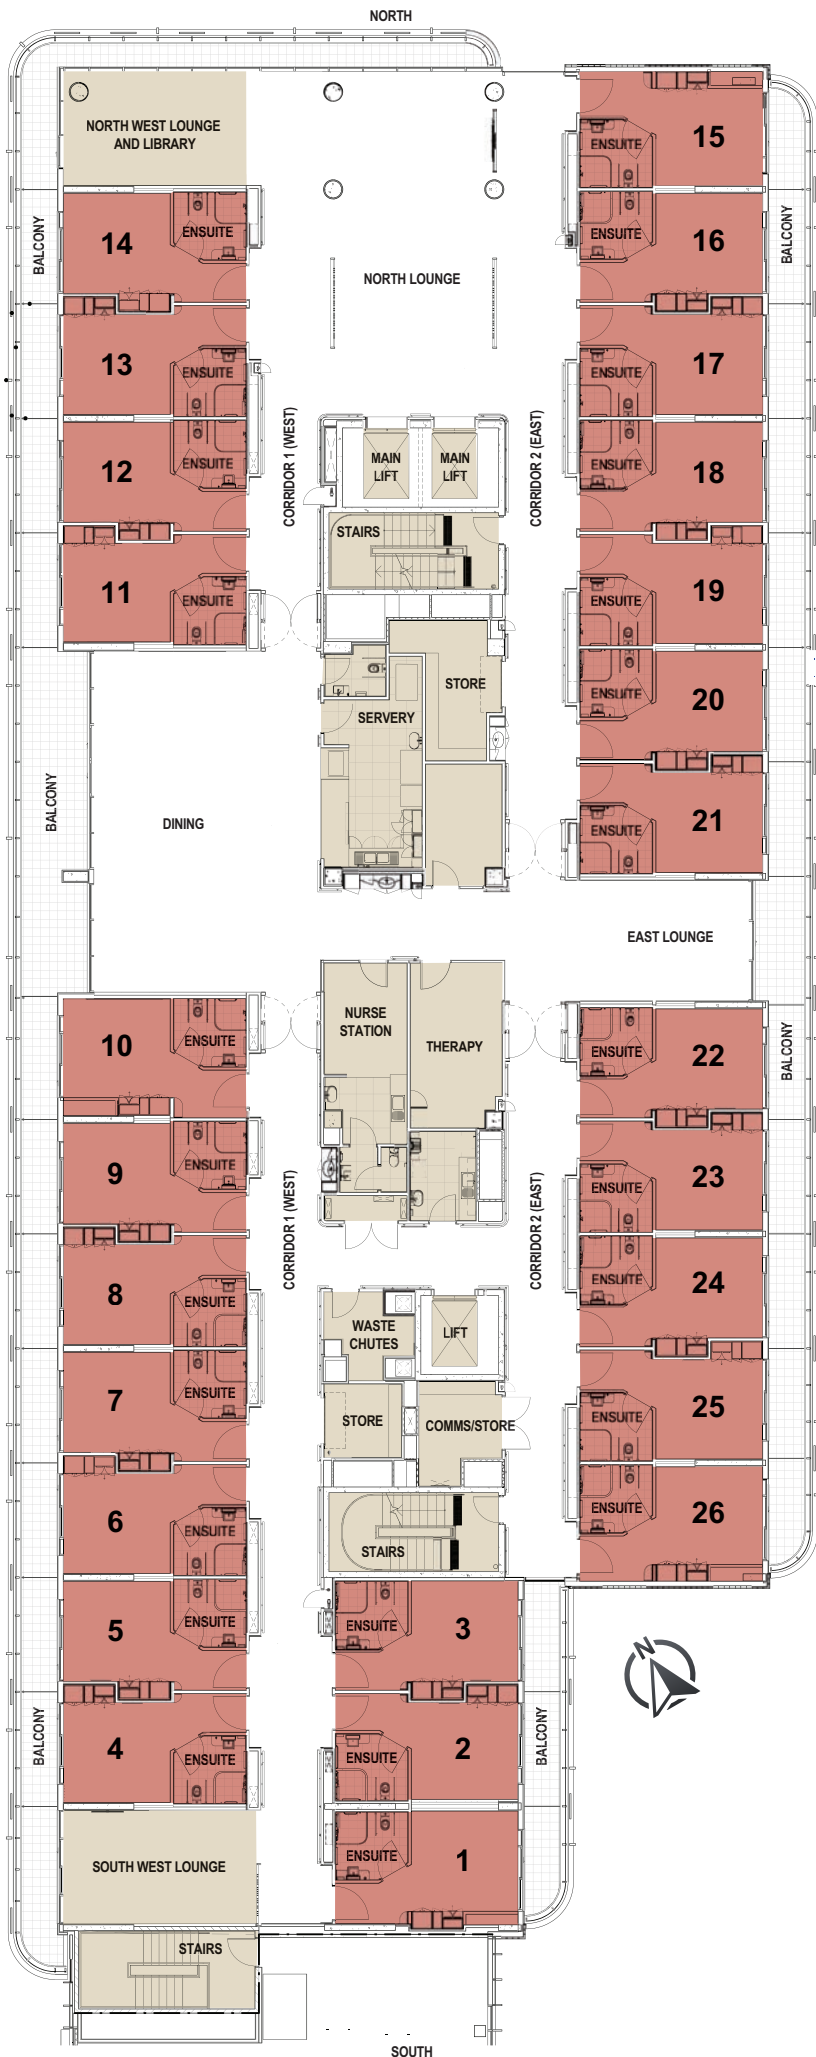 NORTH
NORTH WEST LOUNGE
AND LIBRARY
15
ENSUITE
14
ENSUITE
BALCONY
NORTH LOUNGE
ENSUITE
16
BALCONY
13
ENSUITE
ENSUITE
17
CORRIDOR 1 (WEST)
CORRIDOR 2 (EAST)
12
ENSUITE
MAIN
LIFT
MAIN
LIFT
ENSUITE
18
STAIRS
11
ENSUITE
ENSUITE
19
STORE
ENSUITE
20
SERVERY
BALCONY
DINING
ENSUITE
21
EAST LOUNGE
10
ENSUITE
NURSE
STATION
THERAPY
ENSUITE
22
BALCONY
9
ENSUITE
ENSUITE
23
CORRIDOR 1 (WEST)
CORRIDOR 2 (EAST)
8
ENSUITE
ENSUITE
24
WASTE
CHUTES
LIFT
7
ENSUITE
STORE
COMMS/STORE
ENSUITE
25
6
ENSUITE
STAIRS
ENSUITE
26
5
ENSUITE
ENSUITE
3
N
BALCONY
4
ENSUITE
ENSUITE
2
BALCONY
SOUTH WEST LOUNGE
ENSUITE
1
STAIRS
SOUTH